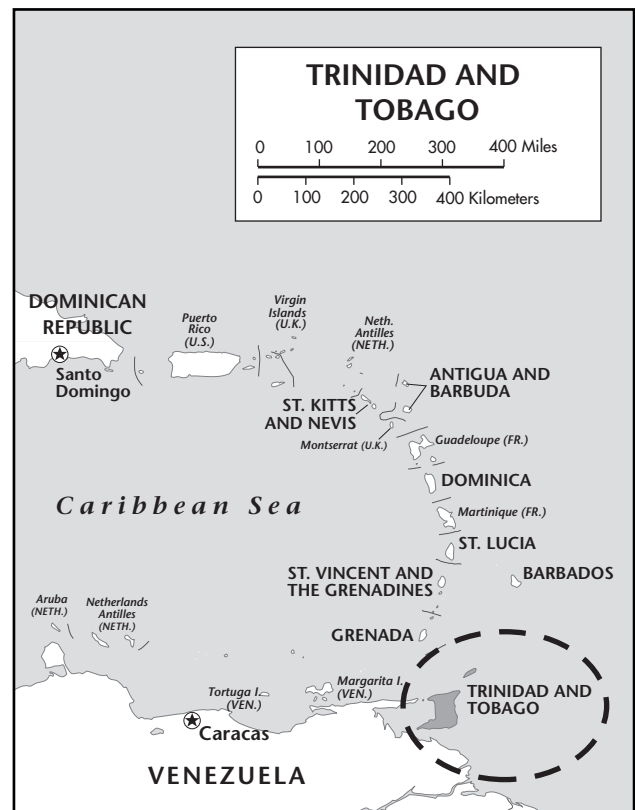 TRINIDAD AND
TOBAGO
0 100 200 300 400 Miles
0 100 200 300 400 Kilometers
DOMINICAN
REPUBLIC
Santo
Domingo
Puerto
Rico
(U.S.)
Virgin
Islands
(U.K.)
Neth.
Antilles
(NETH.)
ANTIGUA AND
BARBUDA
ST. KITTS
AND NEVIS
Montserrat (U.K.)
Guadeloupe (FR.)
DOMINICA
Caribbean Sea
Martinique (FR.)
ST. LUCIA
ST. VINCENT AND
THE GRENADINES
BARBADOS
Aruba
(NETH.)
Netherlands
Antilles
(NETH.)
GRENADA
Tortuga I.
(VEN.)
Margarita I.
(VEN.)
TRINIDAD AND
TOBAGO
Caracas
VENEZUELA